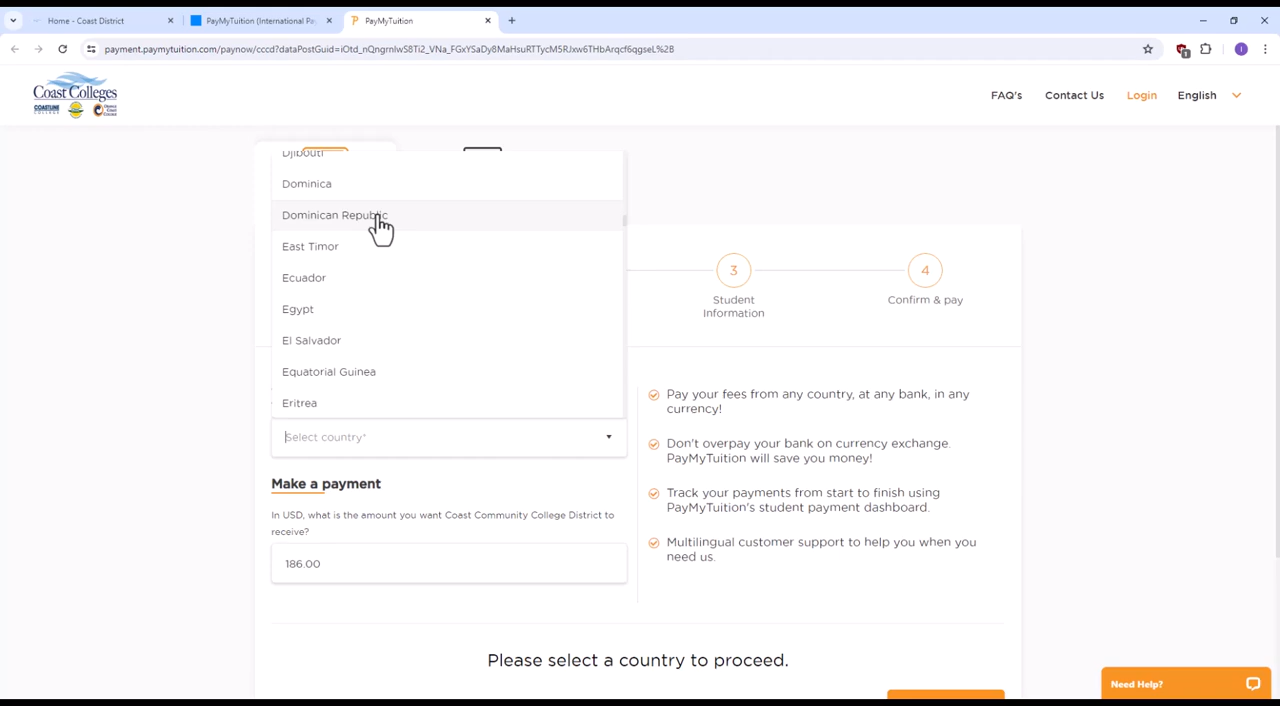 Home - Coast District
PayMyTuition (International Pay
PayMyTuition
payment.paymytuition.com/paynow/cccd?dataPostGuid=iOtd_nQngrnIwS8Ti2_VNa_FGxYSaDy8MaHsuRTTycM5RJxw6THbArqcf6qgseL%2B
Coast Colleges
COASTLINE COLLEGE
FAQ's
Contact Us
Login
English
Djibouti
Dominica
Dominican Republic
East Timor
Ecuador
Egypt
El Salvador
Equatorial Guinea
Eritrea
Select country*
3
Student
Information
4
Confirm & pay
Make a payment
In USD, what is the amount you want Coast Community College District to
receive?
186.00
Pay your fees from any country, at any bank, in any
currency!
Don't overpay your bank on currency exchange.
PayMyTuition will save you money!
Track your payments from start to finish using
PayMyTuition's student payment dashboard.
Multilingual customer support to help you when you
need us.
Please select a country to proceed.
Need Help?